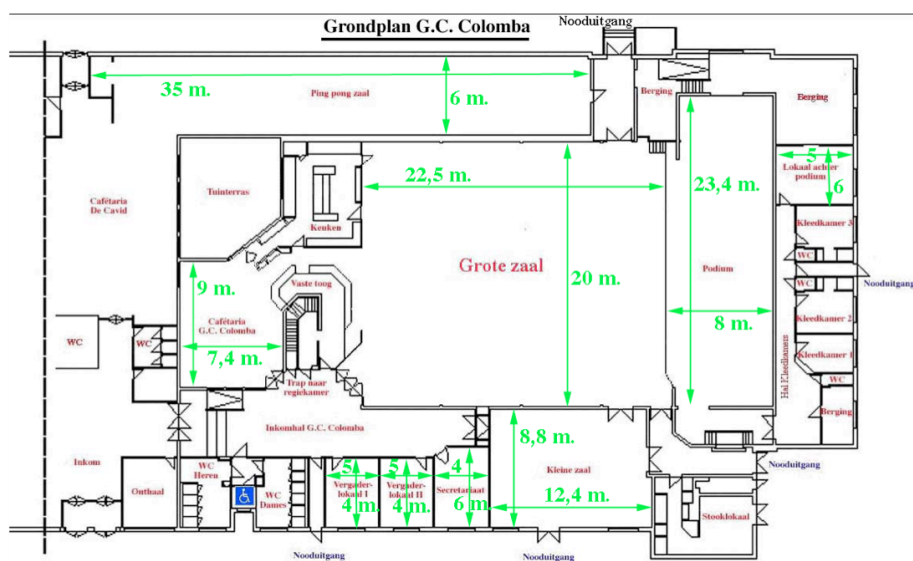 Grondplan G.C. Colomba
Nooduitgang
35 m.
Ping pong zaal
6 m.
Berging
Berging
5
Lokaal achter
podium
6
Tuinterras
Keuken
22,5 m.
23,4 m.
Cafétaria
De Cavid
Kleedkamer 3
WC
Grote zaal
20 m.
Podium
Nooduitgang
9 m.
Vaste toog
WC
Cafétaria
G.C. Colomba
8 m.
Kleedkamer 2
WC
WC
7,4 m.
Kleedkamer 1
Hal Kleedkamers
WC
Trap naar
regiekamer
Berging
Inkomhal G.C. Colomba
8,8 m.
Inkom
Onthaal
WC
Heren
WC
Dames
5
Vergader-
lokaal I
4 m.
5
Vergader-
lokaal II
4 m.
4
Secretariaat
6 m.
Kleine zaal
12,4 m.
Nooduitgang
Stooklokaal
Nooduitgang
Nooduitgang